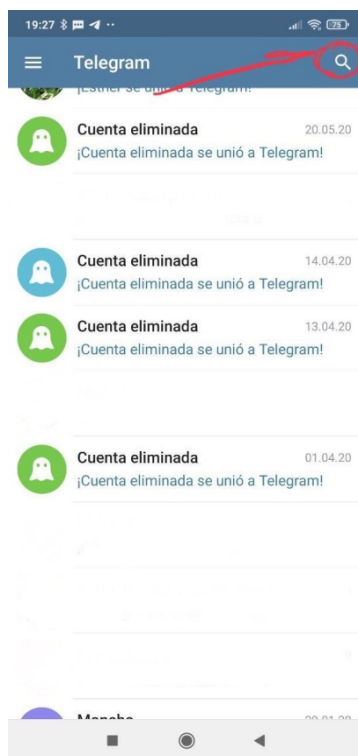 19:27
75
Telegram
¡Esther se unió a Telegram!
Cuenta eliminada 20.05.20
¡Cuenta eliminada se unió a Telegram!
Cuenta eliminada 14.04.20
¡Cuenta eliminada se unió a Telegram!
Cuenta eliminada 13.04.20
¡Cuenta eliminada se unió a Telegram!
Cuenta eliminada 01.04.20
¡Cuenta eliminada se unió a Telegram!